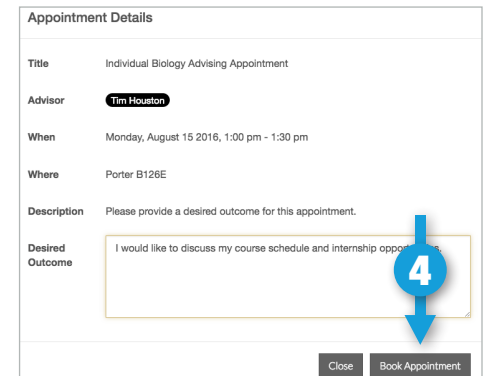 Appointment Details
Title Individual Biology Advising Appointment
Advisor Tim Houston
When Monday, August 15 2016, 1:00 pm - 1:30 pm
Where Porter B126E
Description Please provide a desired outcome for this appointment.
Desired Outcome I would like to discuss my course schedule and internship
4
Close Book Appointment